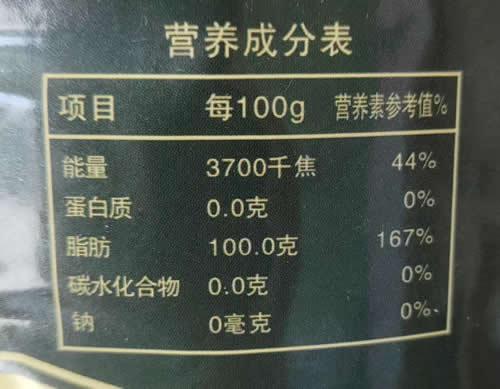 营养成分表
项目 每100g 营养素参考值%
能量 3700千焦 44%
蛋白质 0.0克 0%
脂肪 100.0克 167%
碳水化合物 0.0克 0%
钠 0毫克 0%